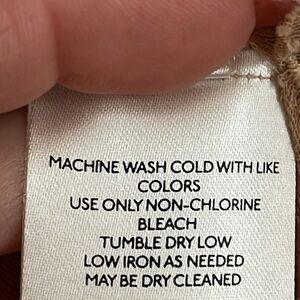 MACHINE WASH COLD WITH LIKE
COLORS
USE ONLY NON-CHLORINE
BLEACH
TUMBLE DRY LOW
LOW IRON AS NEEDED
MAY BE DRY CLEANED